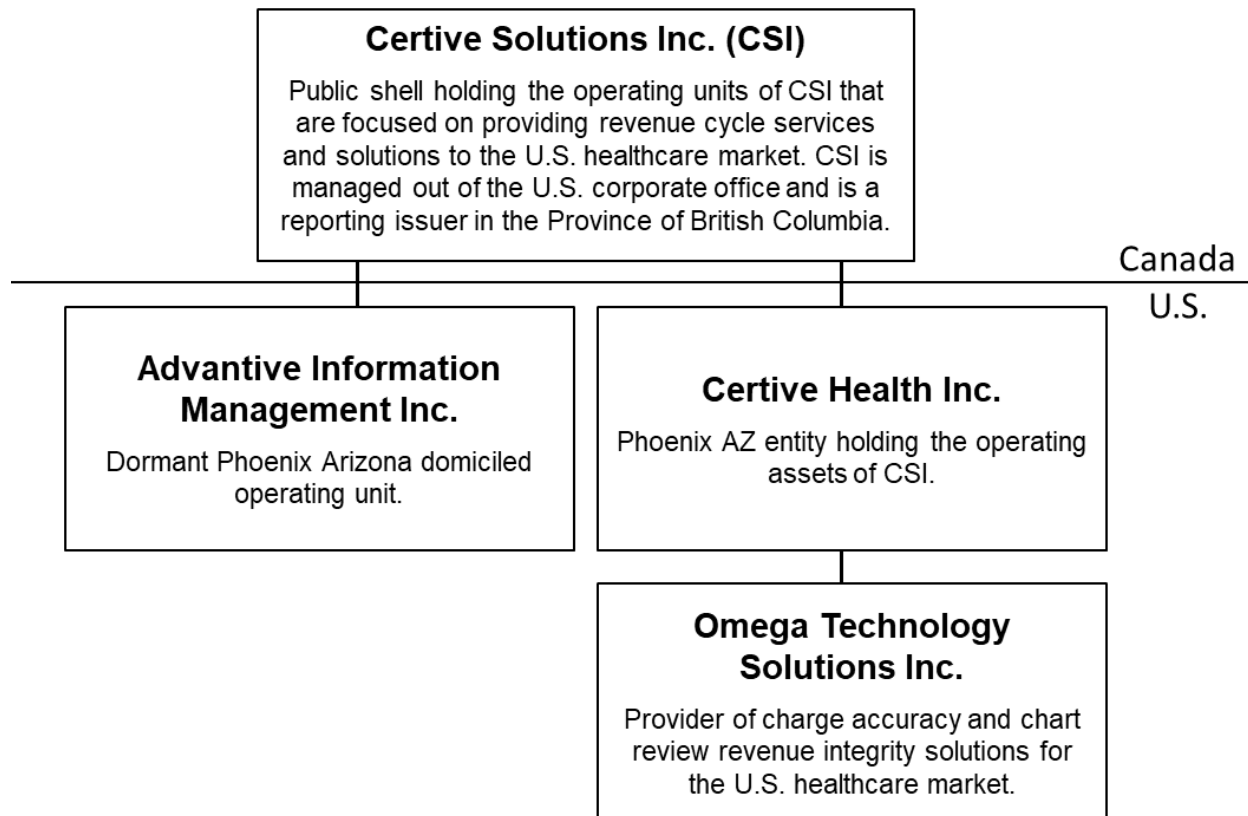 Certive Solutions Inc. (CSI)
Public shell holding the operating units of CSI that
are focused on providing revenue cycle services
and solutions to the U.S. healthcare market. CSI is
managed out of the U.S. corporate office and is a
reporting issuer in the Province of British Columbia.
Canada
U.S.
Advantive Information
Management Inc.
Dormant Phoenix Arizona domiciled
operating unit.
Certive Health Inc.
Phoenix AZ entity holding the operating
assets of CSI.
Omega Technology
Solutions Inc.
Provider of charge accuracy and chart
review revenue integrity solutions for
the U.S. healthcare market.